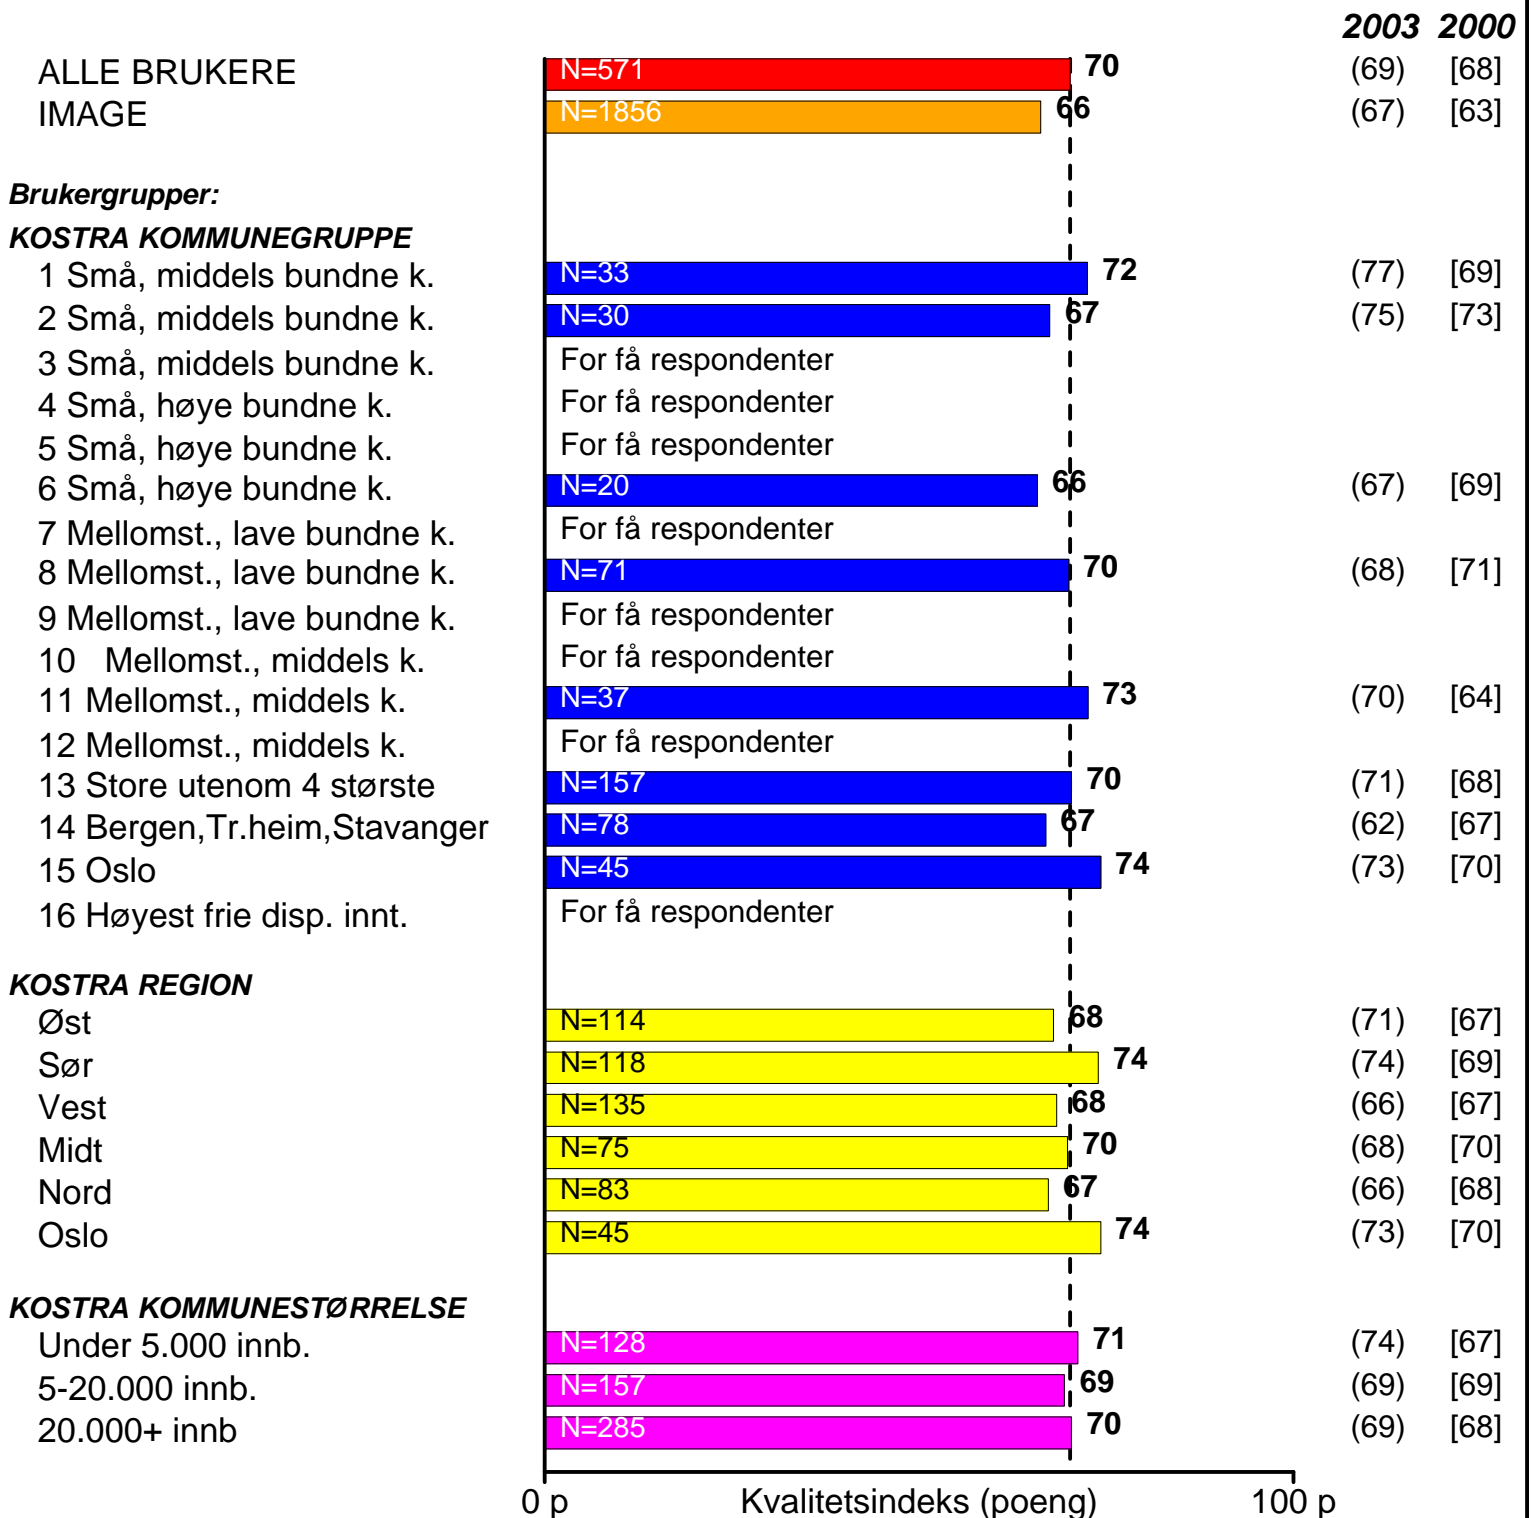 2003 2000
ALLE BRUKERE N=571 70 (69) [68]
IMAGE N=1856 66 (67) [63]
Brukergrupper:
KOSTRA KOMMUNEGRUPPE
1 Små, middels bundne k. N=33 72 (77) [69]
2 Små, middels bundne k. N=30 67 (75) [73]
3 Små, middels bundne k. For få respondenter
4 Små, høye bundne k. For få respondenter
5 Små, høye bundne k. For få respondenter
6 Små, høye bundne k. N=20 66 (67) [69]
7 Mellomst., lave bundne k. For få respondenter
8 Mellomst., lave bundne k. N=71 70 (68) [71]
9 Mellomst., lave bundne k. For få respondenter
10 Mellomst., middels k. For få respondenter
11 Mellomst., middels k. N=37 73 (70) [64]
12 Mellomst., middels k. For få respondenter
13 Store utenom 4 største N=157 70 (71) [68]
14 Bergen,Tr.heim,Stavanger N=78 67 (62) [67]
15 Oslo N=45 74 (73) [70]
16 Høyest frie disp. innt. For få respondenter
KOSTRA REGION
Øst N=114 68 (71) [67]
Sør N=118 74 (74) [69]
Vest N=135 68 (66) [67]
Midt N=75 70 (68) [70]
Nord N=83 67 (66) [68]
Oslo N=45 74 (73) [70]
KOSTRA KOMMUNESTØRRELSE
Under 5.000 innb. N=128 71 (74) [67]
5-20.000 innb. N=157 69 (69) [69]
20.000+ innb N=285 70 (69) [68]
0 p Kvalitetsindeks (poeng) 100 p